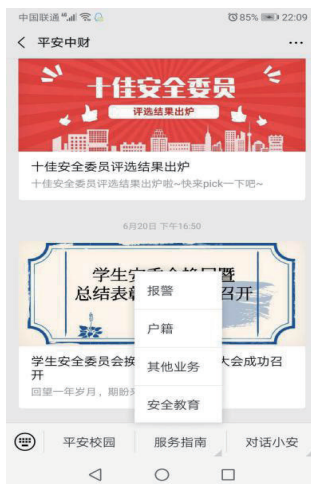 中国联通 85% 22:09
平安中财
十佳安全委员
评选结果出炉
十佳安全委员评选结果出炉
十佳安全委员评选结果出炉啦~快来pick一下吧~
6月20日 下午16:50
学生安
暨
总结表
召开
报警
户籍
其他业务
安全教育
学生安全委员会换
大会成功召
开
回望一年岁月，期盼
平安校园 服务指南 对话小安